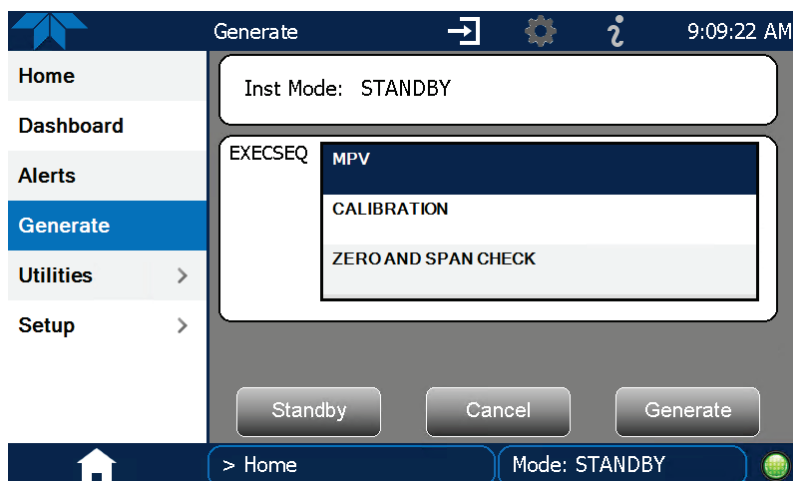 Generate
9:09:22 AM
Home
Dashboard
Alerts
Generate
Utilities >
Setup >
Inst Mode: STANDBY
EXECSEQ
MPV
CALIBRATION
ZERO AND SPAN CHECK
Standby
Cancel
Generate
> Home
Mode: STANDBY